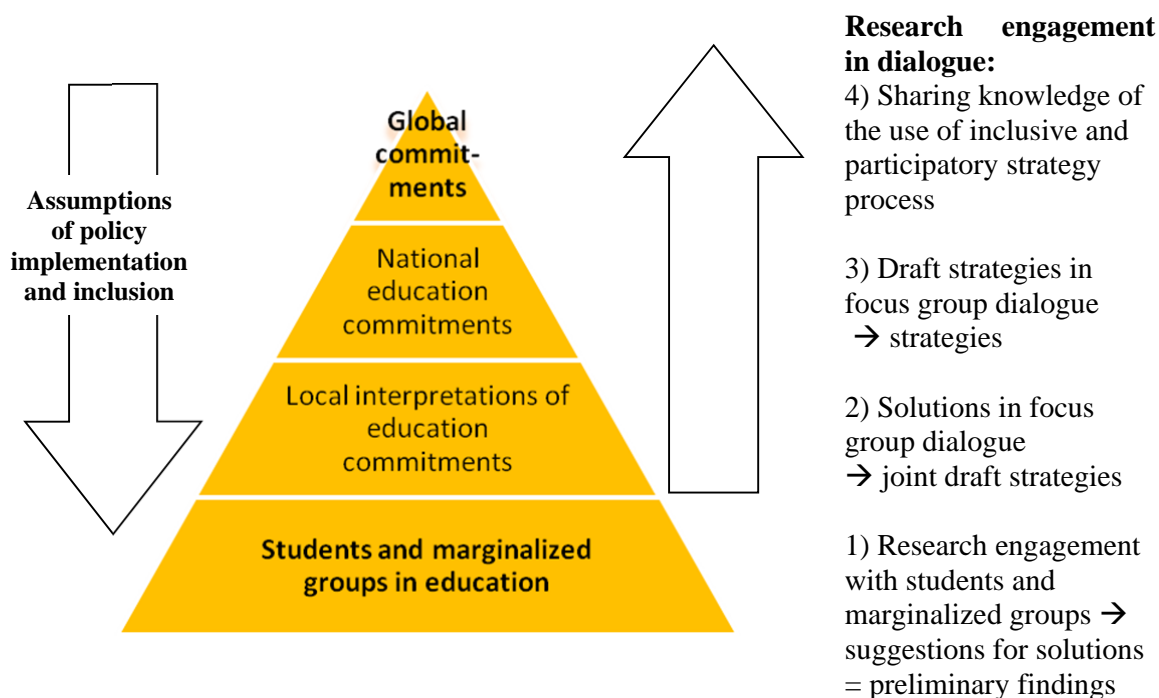 Assumptions
of policy
implementation
and inclusion
Global
commit-
ments
National
education
commitments
Local interpretations of
education
commitments
Students and marginalized
groups in education
Research engagement
in dialogue:
4) Sharing knowledge of
the use of inclusive and
participatory strategy
process
3) Draft strategies in
focus group dialogue
→ strategies
2) Solutions in focus
group dialogue
→ joint draft strategies
1) Research engagement
with students and
marginalized groups →
suggestions for solutions
= preliminary findings